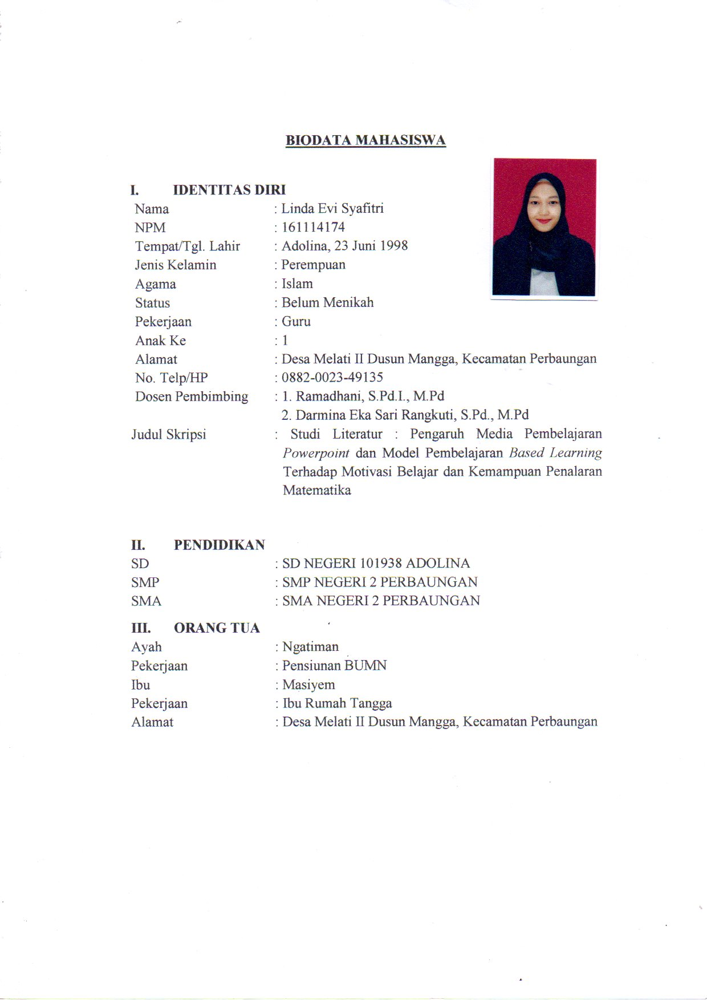 BIODATA MAHASISWA
I. IDENTITAS DIRI
Nama : Linda Evi Syafitri
NPM : 161114174
Tempat/Tgl. Lahir : Adolina, 23 Juni 1998
Jenis Kelamin : Perempuan
Agama : Islam
Status : Belum Menikah
Pekerjaan : Guru
Anak Ke : 1
Alamat : Desa Melati II Dusun Mangga, Kecamatan Perbaungan
No. Telp/HP : 0882-0023-49135
Dosen Pembimbing : 1. Ramadhani, S.Pd.I., M.Pd
2. Darmina Eka Sari Rangkuti, S.Pd., M.Pd
Judul Skripsi : Studi Literatur : Pengaruh Media Pembelajaran
Powerpoint dan Model Pembelajaran Based Learning
Terhadap Motivasi Belajar dan Kemampuan Penalaran
Matematika
II. PENDIDIKAN
SD : SD NEGERI 101938 ADOLINA
SMP : SMP NEGERI 2 PERBAUNGAN
SMA : SMA NEGERI 2 PERBAUNGAN
III. ORANG TUA
Ayah : Ngatiman
Pekerjaan : Pensiunan BUMN
Ibu : Masiyem
Pekerjaan : Ibu Rumah Tangga
Alamat : Desa Melati II Dusun Mangga, Kecamatan Perbaungan